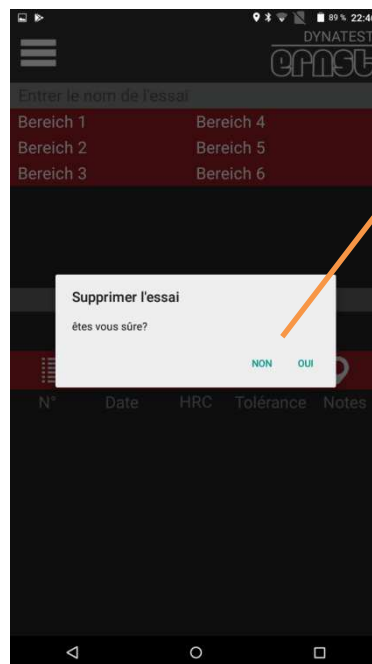 89 % 22:46
DYNATEST
ernst
Entrer le nom de l'essai
Bereich 1 Bereich 4
Bereich 2 Bereich 5
Bereich 3 Bereich 6
Supprimer l'essai
êtes vous sûre?
NON OUI
N° Date HRC Tolérance Notes